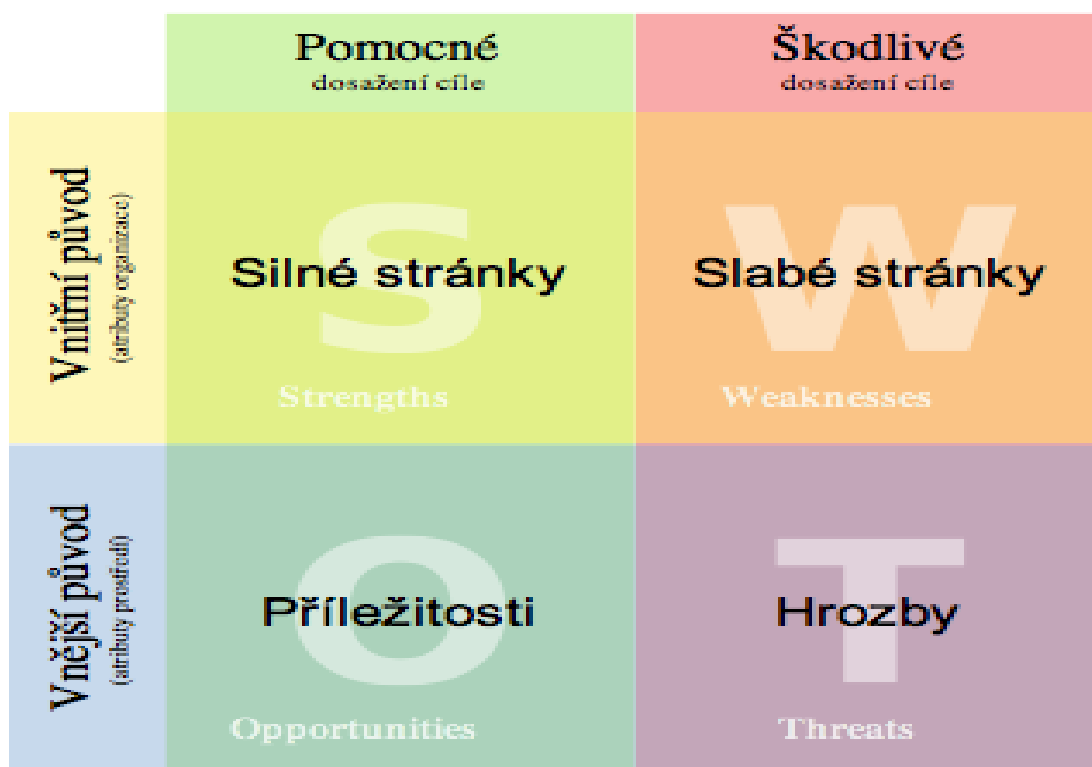 Pomocné
dosažení cíle
Škodlivé
dosažení cíle
Vnitřní původ
(atributy organizace)
S
Silné stránky
Strengths
W
Slabé stránky
Weaknesses
Vnější původ
(atributy prostředí)
O
Příležitosti
Opportunities
T
Hrozby
Threats